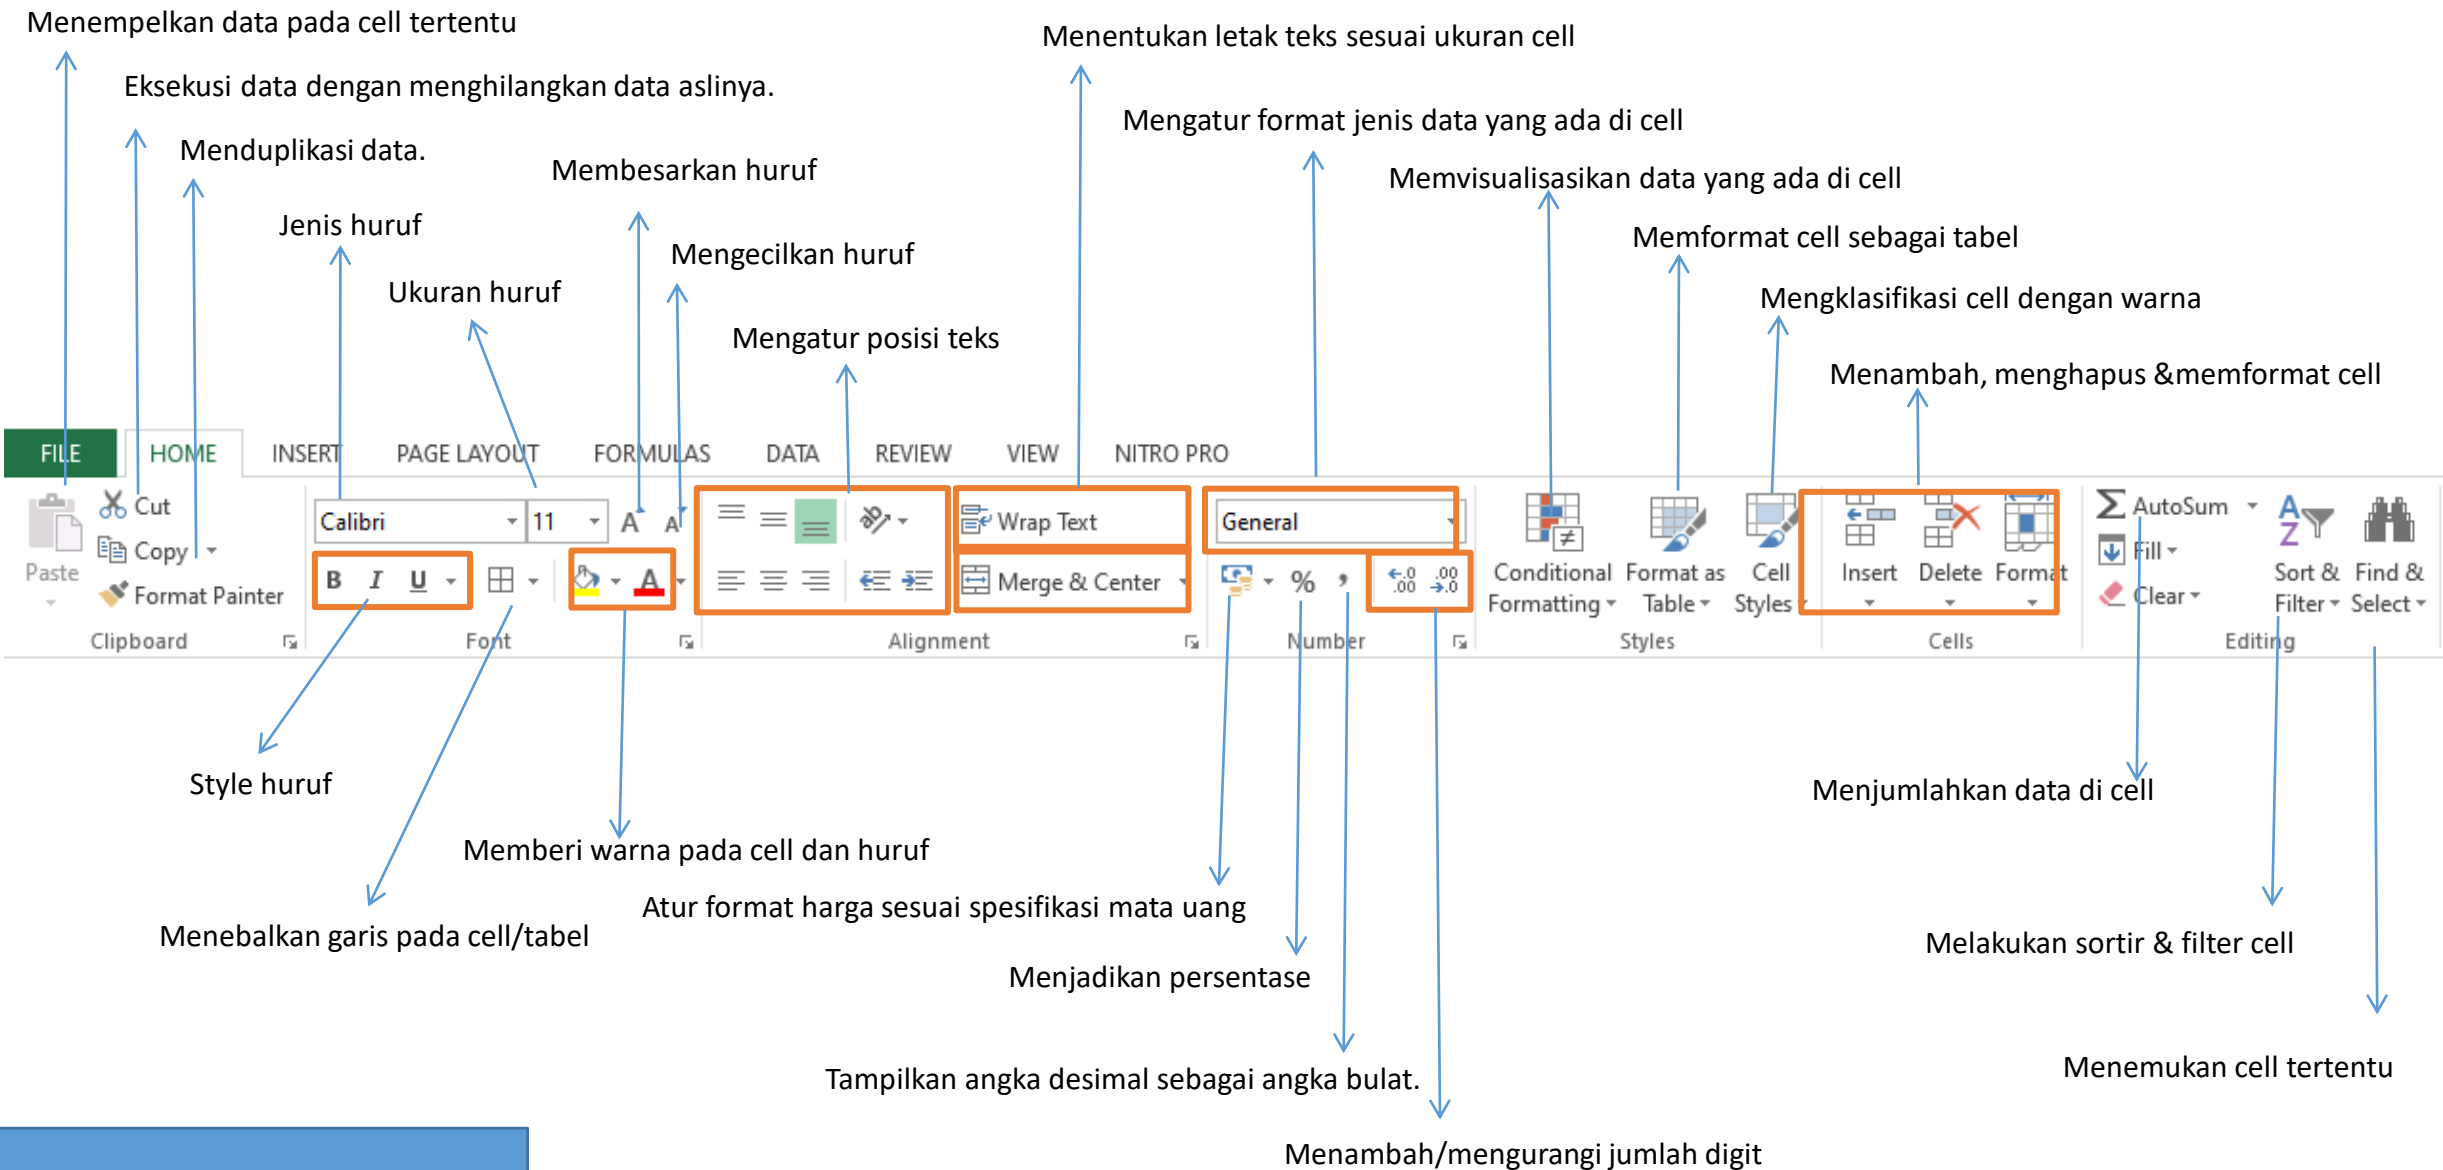 Menempelkan data pada cell tertentu
Menentukan letak teks sesuai ukuran cell
Eksekusi data dengan menghilangkan data aslinya.
Mengatur format jenis data yang ada di cell
Menduplikasi data.
Membesarkan huruf
Memvisualisasikan data yang ada di cell
Jenis huruf
Memformat cell sebagai tabel
Mengecilkan huruf
Ukuran huruf
Mengklasifikasi cell dengan warna
Mengatur posisi teks
Menambah, menghapus &memformat cell
FILE HOME INSERT PAGE LAYOUT FORMULAS DATA REVIEW VIEW NITRO PRO
Paste
Cut
Copy
Format Painter
Clipboard
Calibri 11 A A
B I U A
Font
Wrap Text
Merge & Center
Alignment
General
% , .0 .00 .00 .0
Number
Conditional Formatting
Format as Table
Cell Styles
Styles
Insert Delete Format
Cells
AutoSum
Fill
Clear
A Z
Sort & Filter
Find & Select
Editing
Style huruf
Menjumlahkan data di cell
Memberi warna pada cell dan huruf
Atur format harga sesuai spesifikasi mata uang
Menebalkan garis pada cell/tabel
Melakukan sortir & filter cell
Menjadikan persentase
Menemukan cell tertentu
Tampilkan angka desimal sebagai angka bulat.
Menambah/mengurangi jumlah digit